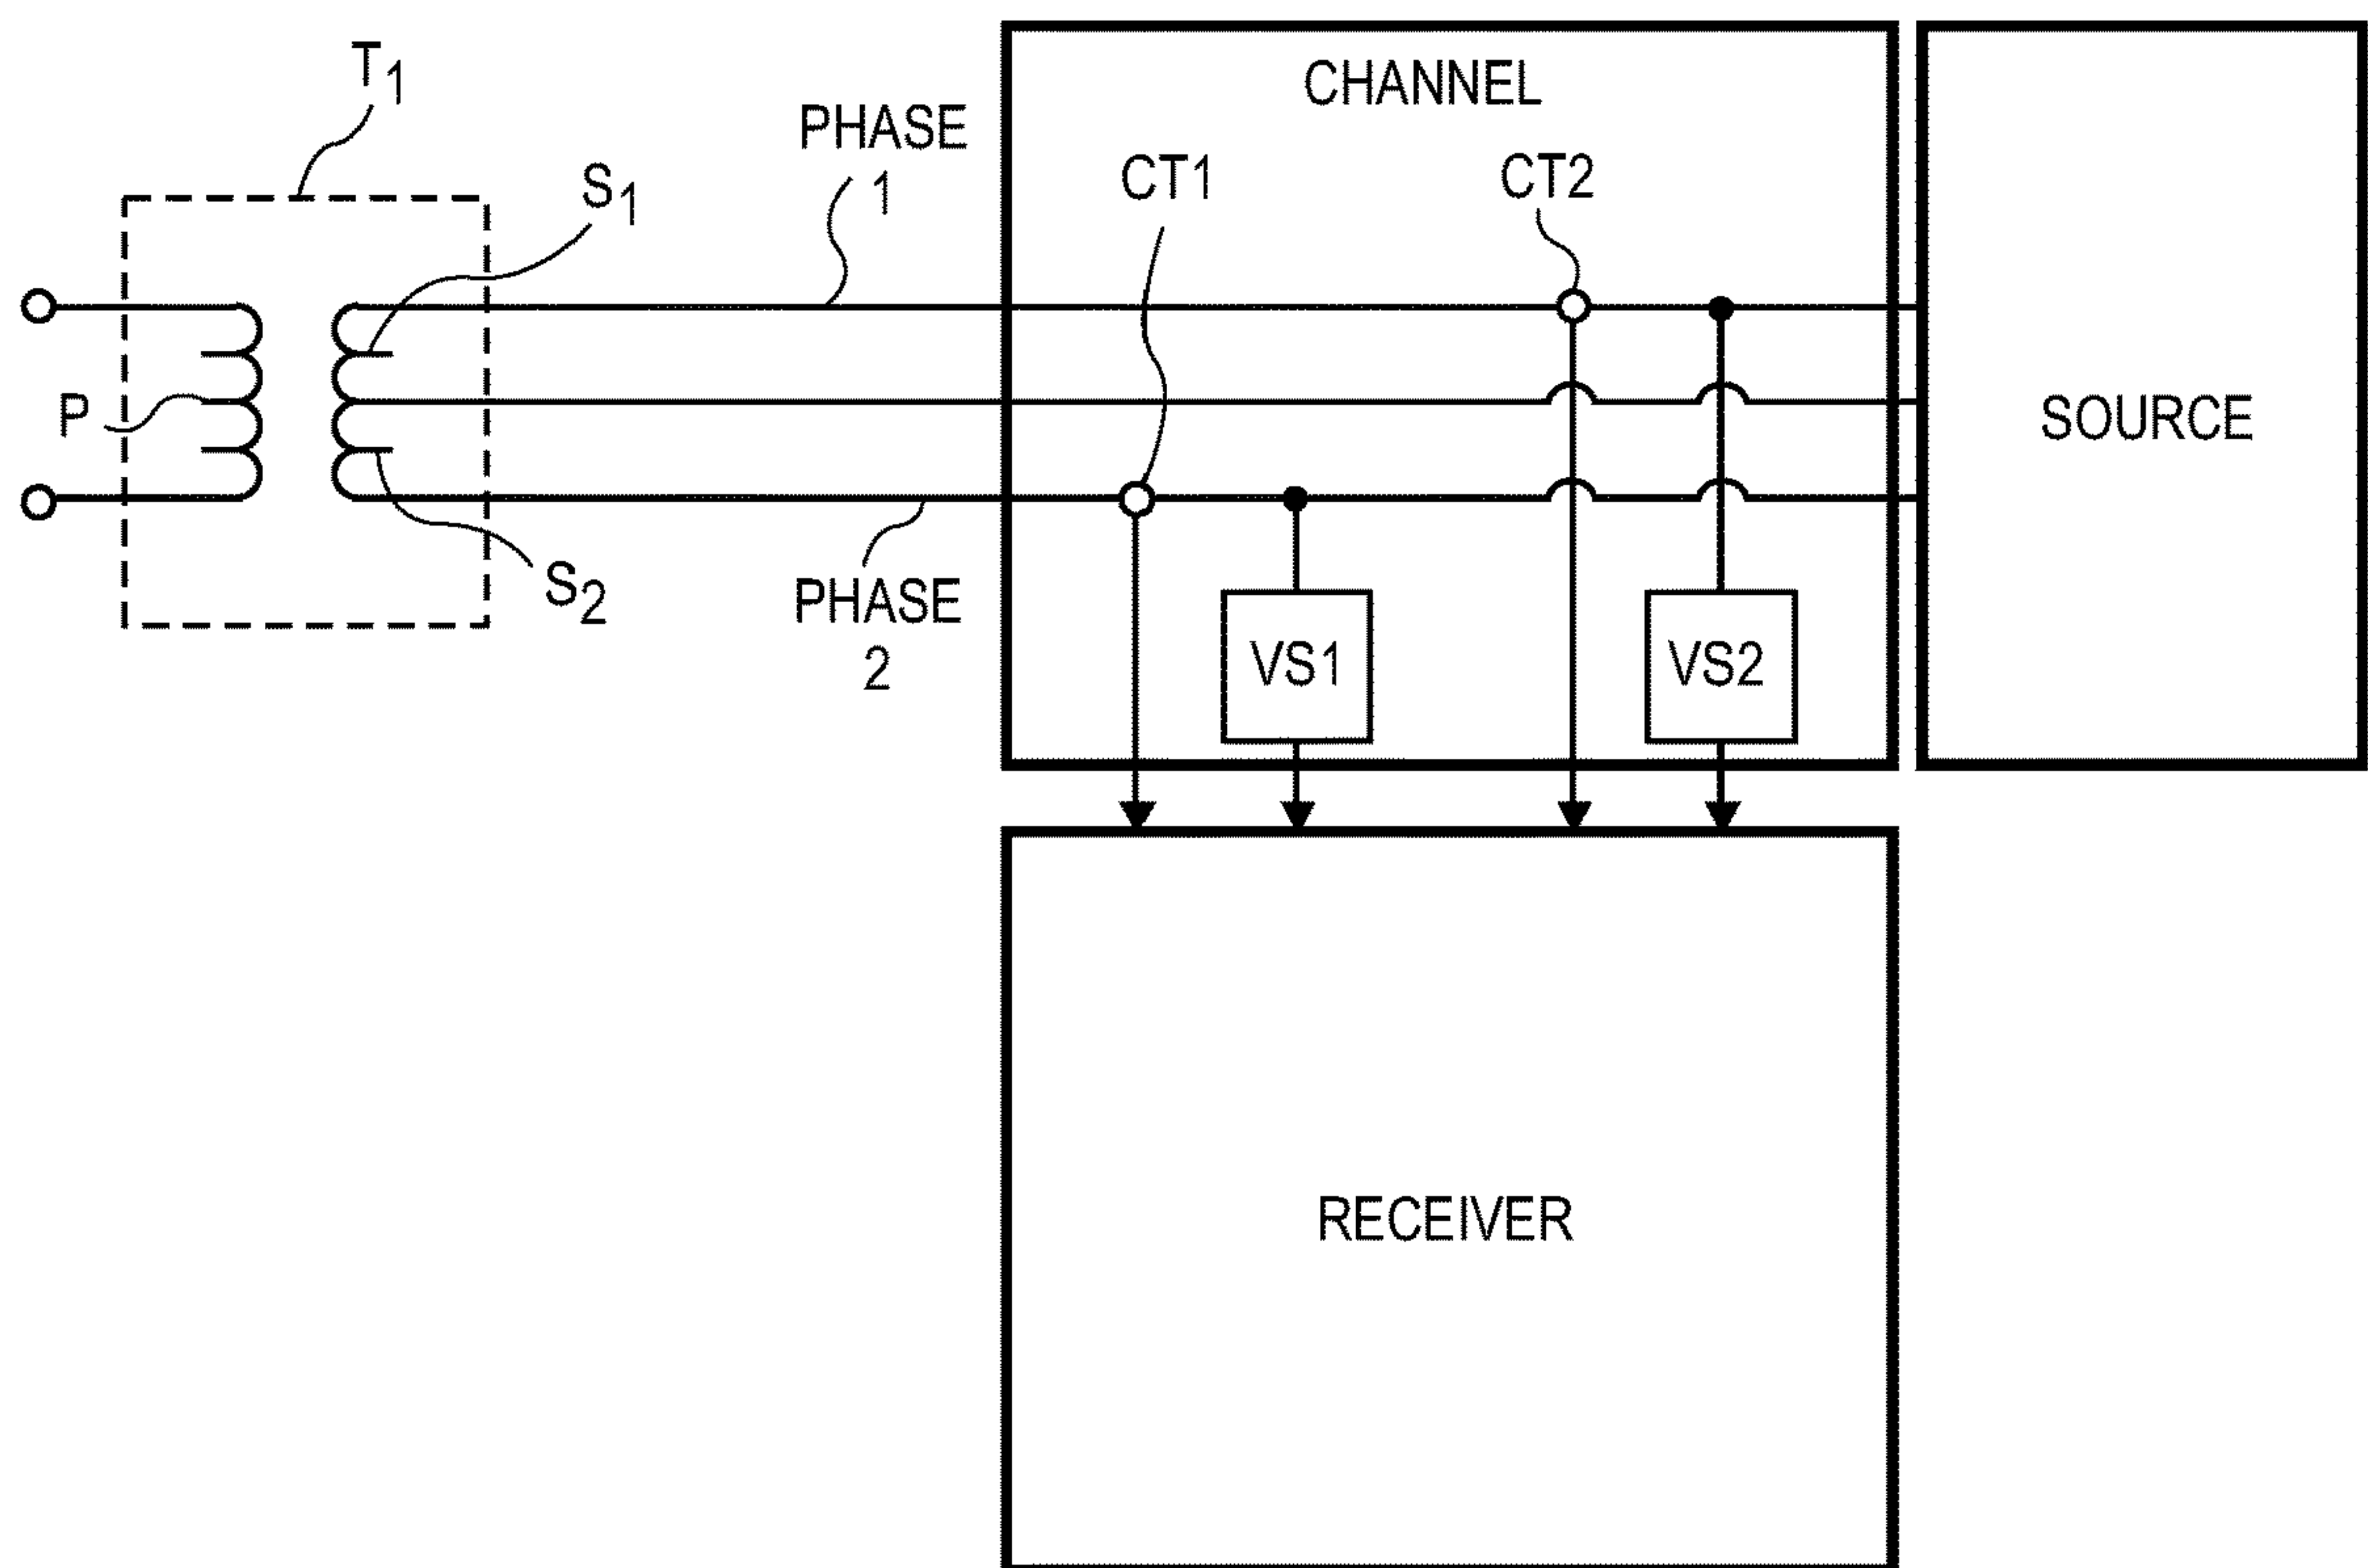 T1
CHANNEL
PHASE
1
CT1
CT2
S1
P
SOURCE
S2
PHASE
2
VS1
VS2
RECEIVER